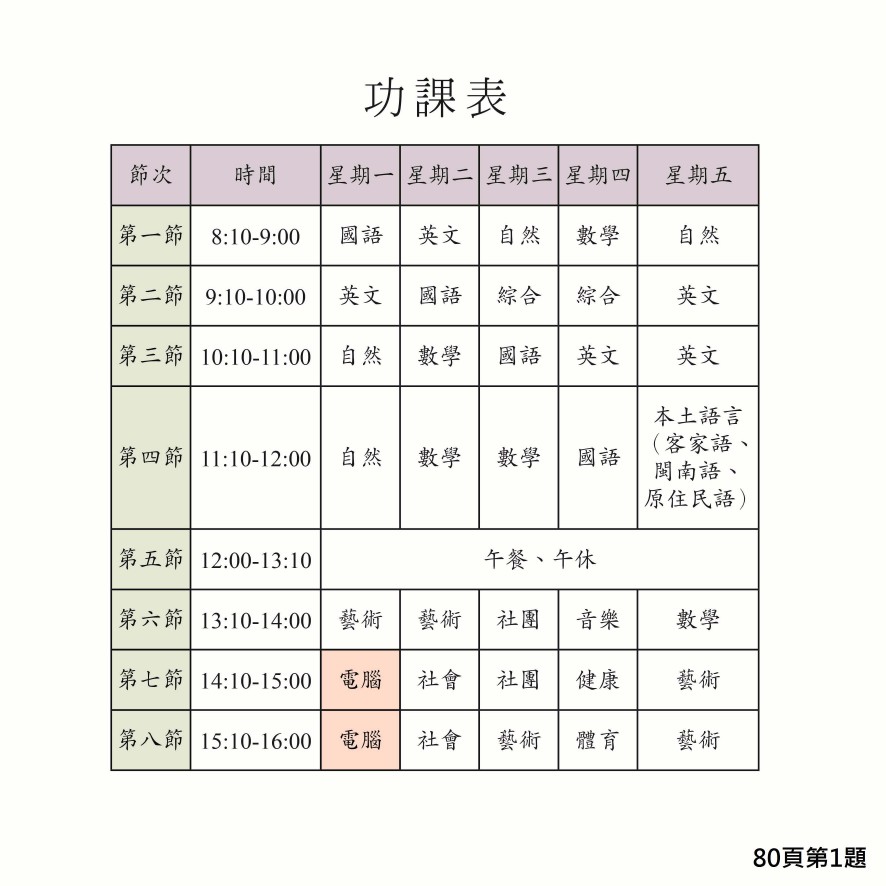 功課表
節次 時間 星期一 星期二 星期三 星期四 星期五
第一節 8:10-9:00 國語 英文 自然 數學 自然
第二節 9:10-10:00 英文 國語 綜合 綜合 英文
第三節 10:10-11:00 自然 數學 國語 英文 英文
第四節 11:10-12:00 自然 數學 數學 國語 本土語言
（客家語、
閩南語、
原住民語）
第五節 12:00-13:10 午餐、午休
第六節 13:10-14:00 藝術 藝術 社團 音樂 數學
第七節 14:10-15:00 電腦 社會 社團 健康 藝術
第八節 15:10-16:00 電腦 社會 藝術 體育 藝術
80頁第1題